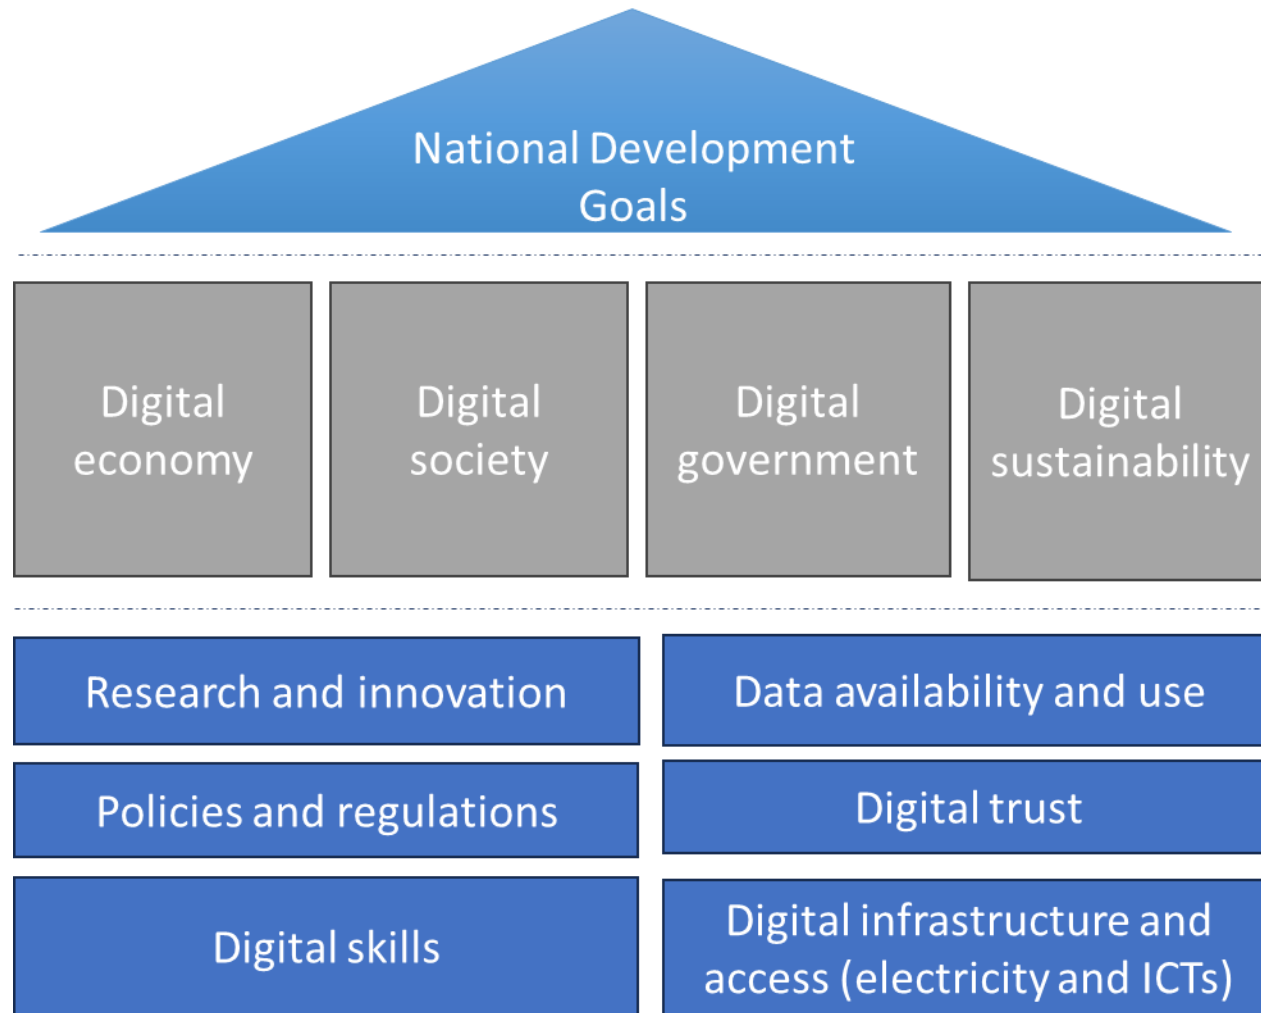 National Development
Goals
Digital
economy
Digital
society
Digital
government
Digital
sustainability
Research and innovation
Data availability and use
Policies and regulations
Digital trust
Digital skills
Digital infrastructure and
access (electricity and ICTs)